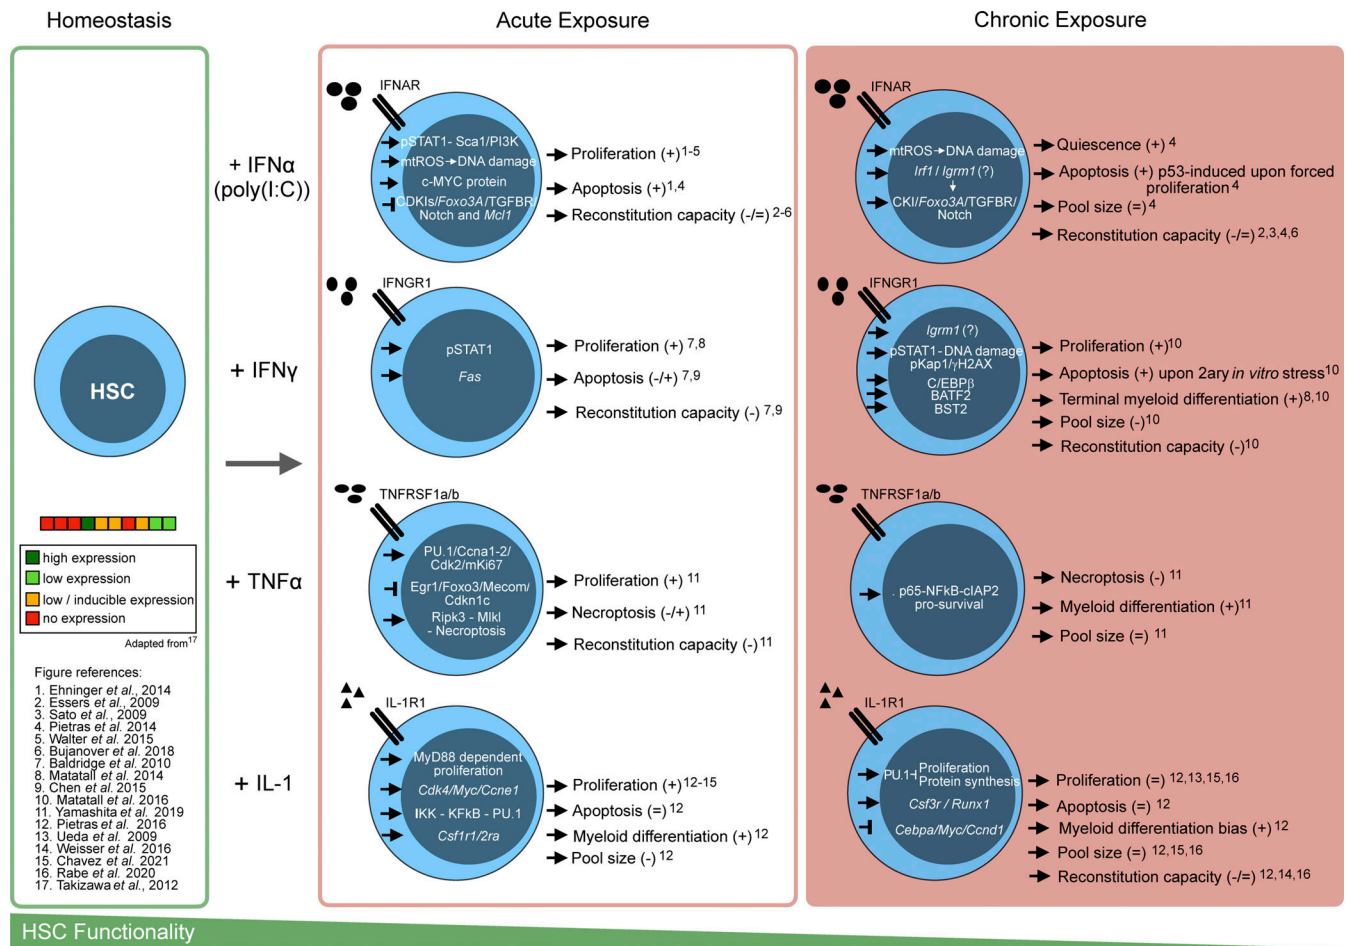 Homeostasis
Acute Exposure
Chronic Exposure
HSC
high expression
low expression
low / inducible expression
no expression
Adapted from17
Figure references:
1. Ehninger et al., 2014
2. Essers et al., 2009
3. Sato et al., 2009
4. Pietras et al. 2014
5. Walter et al. 2015
6. Bujanover et al. 2018
7. Baldridge et al. 2010
8. Matatall et al. 2014
9. Chen et al. 2015
10. Matatall et al. 2016
11. Yamashita et al. 2019
12. Pietras et al. 2016
13. Ueda et al. 2009
14. Weisser et al. 2016
15. Chavez et al. 2021
16. Rabe et al. 2020
17. Takizawa et al., 2012
+ IFNα
(poly(I:C))
IFNAR
pSTAT1- Sca1/PI3K
mtROS→DNA damage
c-MYC protein
CDKIs/Foxo3A/TGFBR/
Notch and Mcl1
Proliferation (+)1-5
Apoptosis (+)1,4
Reconstitution capacity (-/=) 2-6
IFNAR
mtROS→DNA damage
Irf1 / Igrm1 (?)
CKI/Foxo3A/TGFBR/
Notch
Quiescence (+) 4
Apoptosis (+) p53-induced upon forced
proliferation4
Pool size (=) 4
Reconstitution capacity (-/=) 2,3,4,6
+ IFNγ
IFNGR1
pSTAT1
Fas
Proliferation (+) 7,8
Apoptosis (-/+) 7,9
Reconstitution capacity (-) 7,9
IFNGR1
Igrm1 (?)
pSTAT1- DNA damage
pKap1/γH2AX
C/EBPβ
BATF2
BST2
Proliferation (+)10
Apoptosis (+) upon 2ary in vitro stress10
Terminal myeloid differentiation (+)8,10
Pool size (-)10
Reconstitution capacity (-)10
+ TNFα
TNFRSF1a/b
PU.1/Ccna1-2/
Cdk2/mKi67
Egr1/Foxo3/Mecom/
Cdkn1c
Ripk3 - Mlkl
- Necroptosis
Proliferation (+) 11
Necroptosis (-/+) 11
Reconstitution capacity (-) 11
TNFRSF1a/b
. p65-NFkB-cIAP2
pro-survival
Necroptosis (-) 11
Myeloid differentiation (+)11
Pool size (=) 11
+ IL-1
IL-1R1
MyD88 dependent
proliferation
Cdk4/Myc/Ccne1
IKK - KFkB - PU.1
Csf1r1/2ra
Proliferation (+)12-15
Apoptosis (=) 12
Myeloid differentiation (+) 12
Pool size (-) 12
IL-1R1
PU.1⊣ Proliferation
Protein synthesis
Csf3r / Runx1
Cebpa/Myc/Ccnd1
Proliferation (=) 12,13,15,16
Apoptosis (=) 12
Myeloid differentiation bias (+) 12
Pool size (=) 12,15,16
Reconstitution capacity (-/=) 12,14,16
HSC Functionality